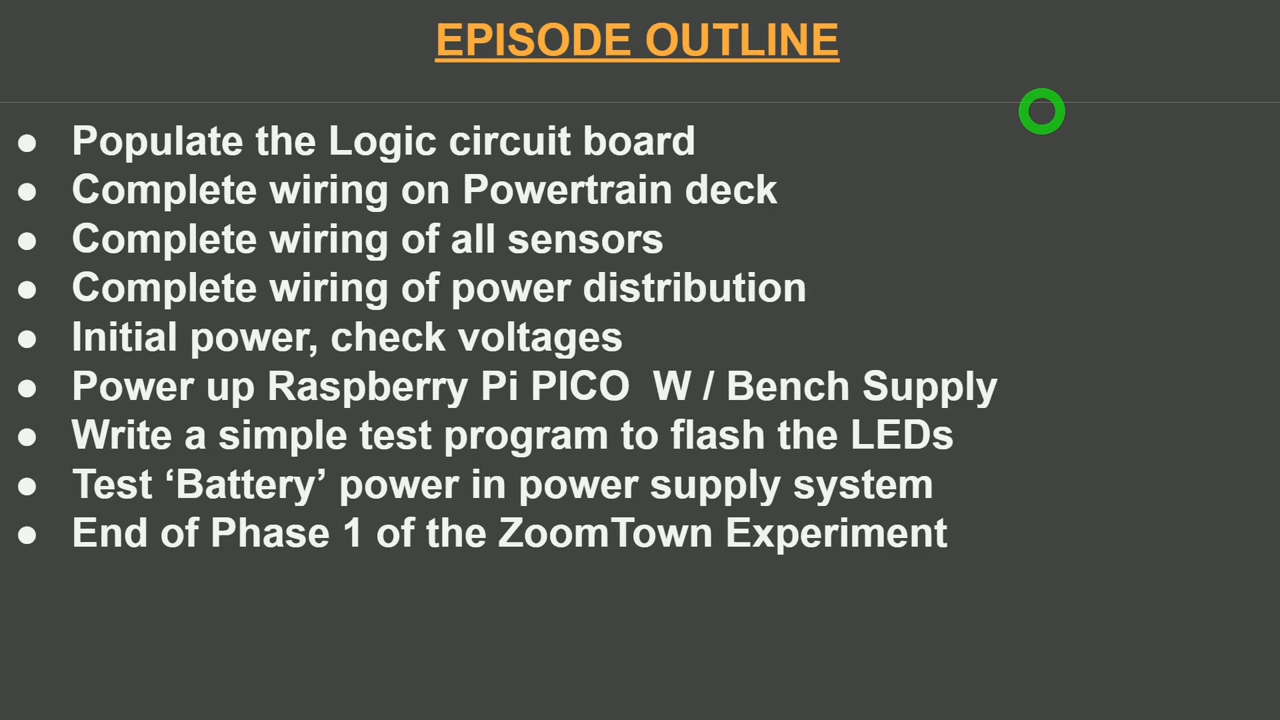 EPISODE OUTLINE
● Populate the Logic circuit board
● Complete wiring on Powertrain deck
● Complete wiring of all sensors
● Complete wiring of power distribution
● Initial power, check voltages
● Power up Raspberry Pi PICO  W / Bench Supply
● Write a simple test program to flash the LEDs
● Test ‘Battery’ power in power supply system
● End of Phase 1 of the ZoomTown Experiment